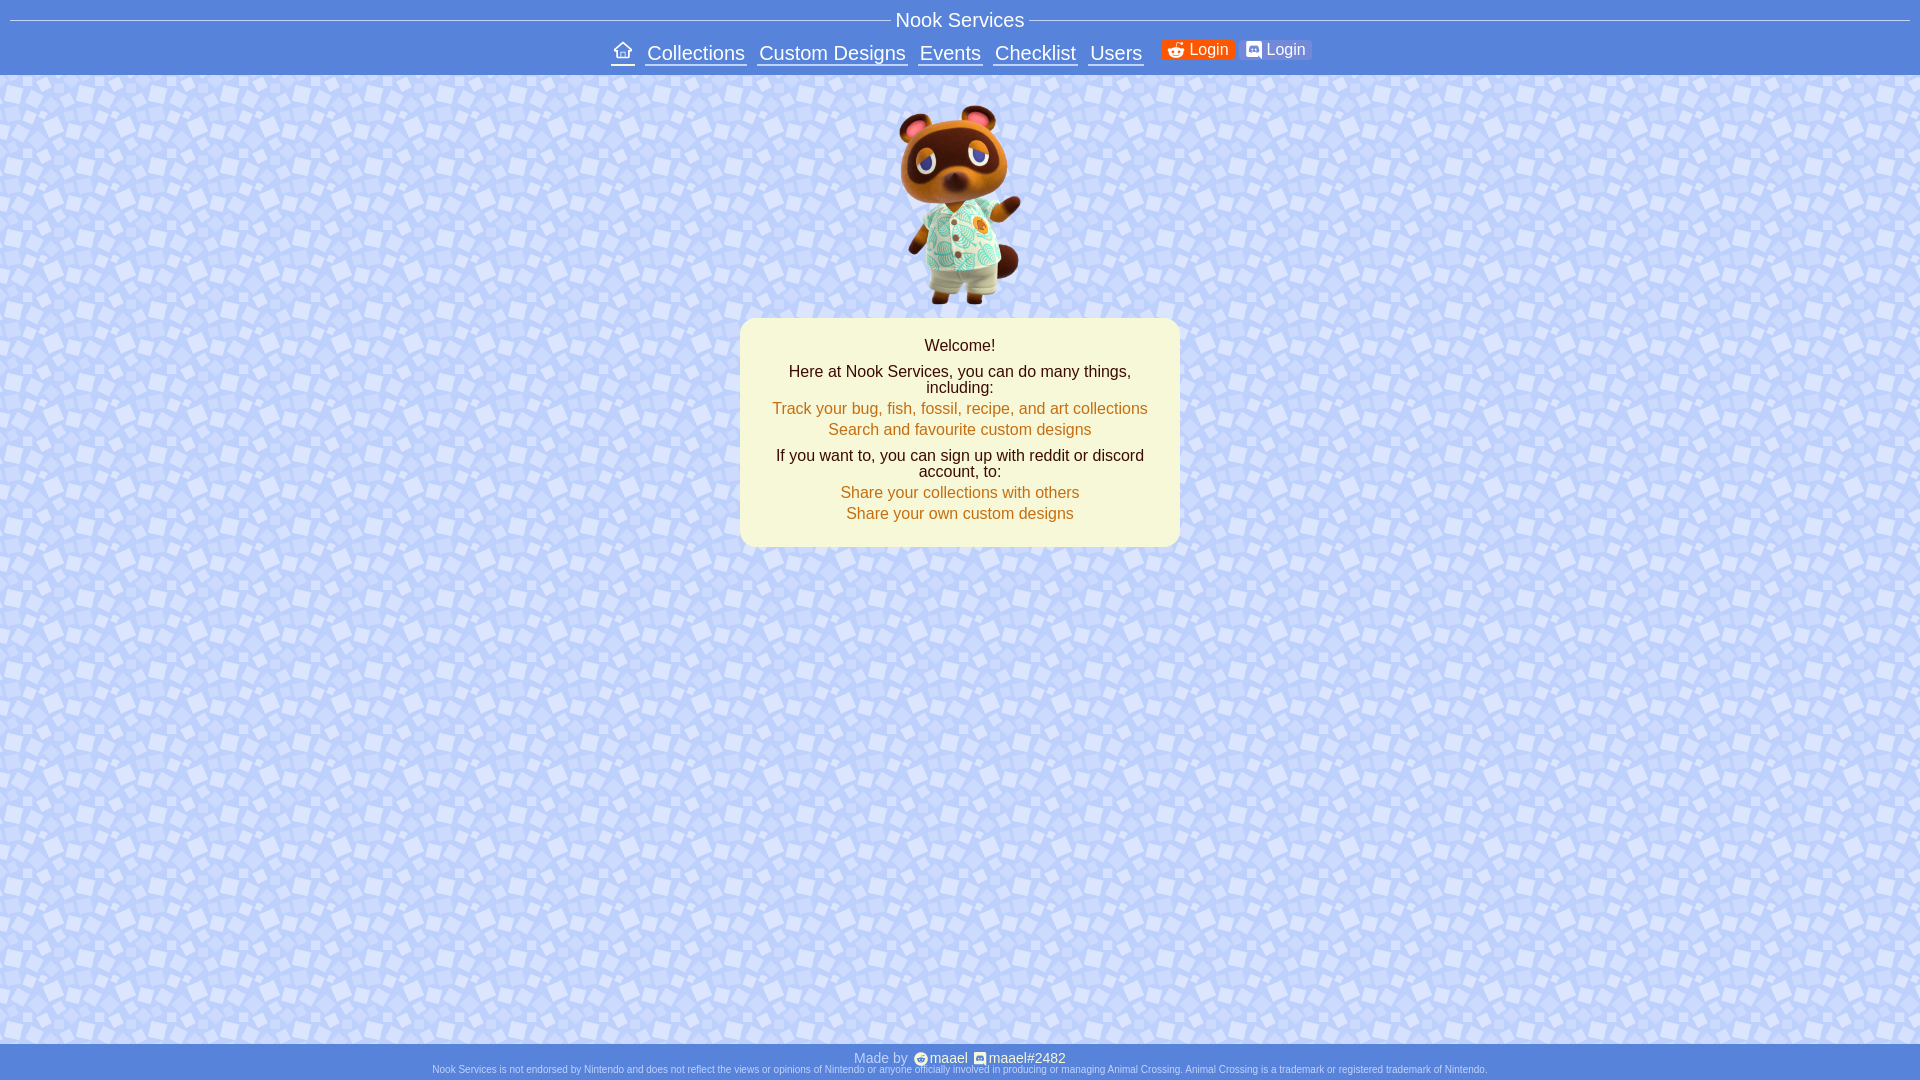 Nook Services
Collections Custom Designs Events Checklist Users Login Login
Welcome!
Here at Nook Services, you can do many things,
including:
Track your bug, fish, fossil, recipe, and art collections
Search and favourite custom designs
If you want to, you can sign up with reddit or discord
account, to:
Share your collections with others
Share your own custom designs
Made by maael maael#2482
Nook Services is not endorsed by Nintendo and does not reflect the views or opinions of Nintendo or anyone officially involved in producing or managing Animal Crossing. Animal Crossing is a trademark or registered trademark of Nintendo.